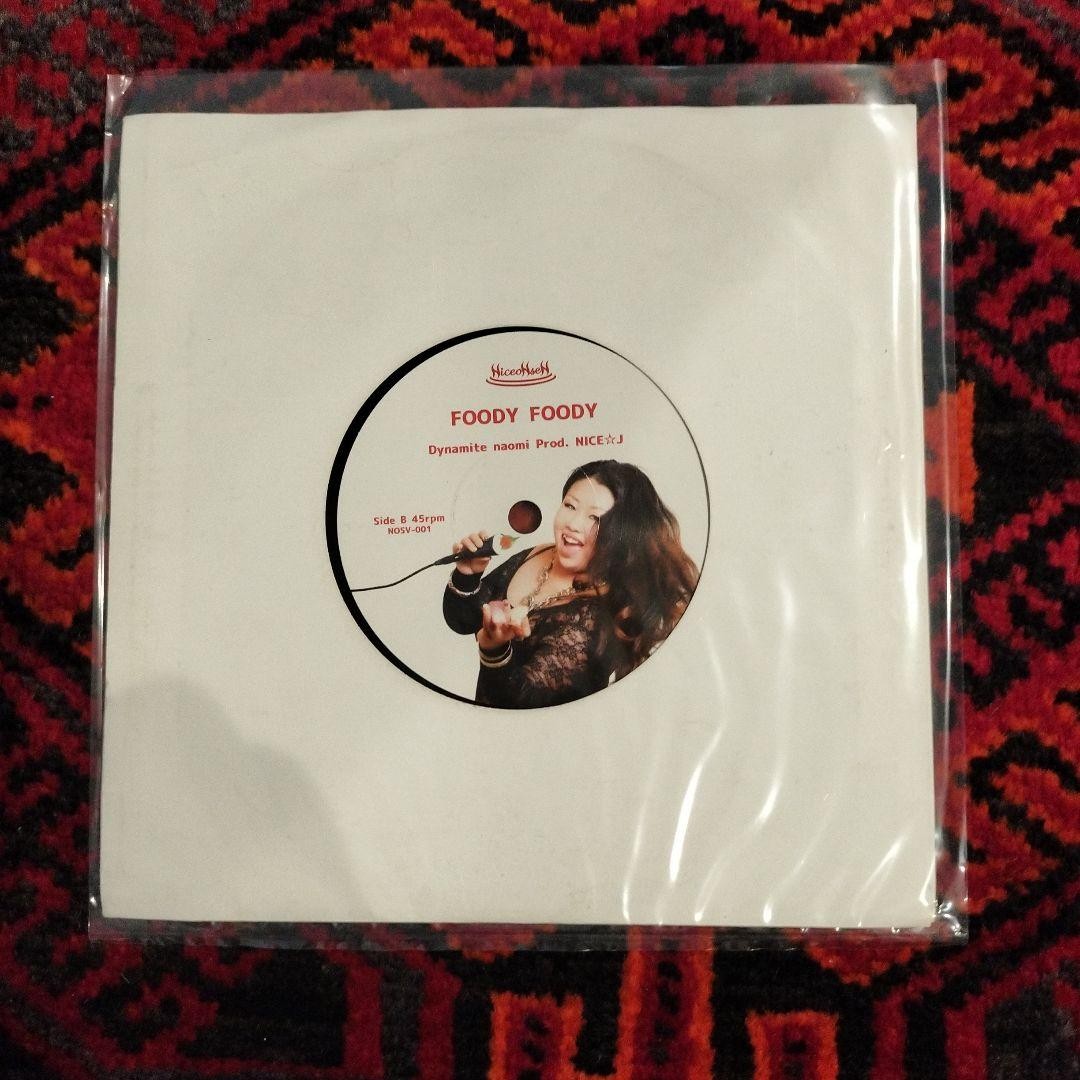 NiceoNseN
FOODY FOODY
Dynamite naomi Prod. NICE☆J
Side B 45rpm
NOSV-001